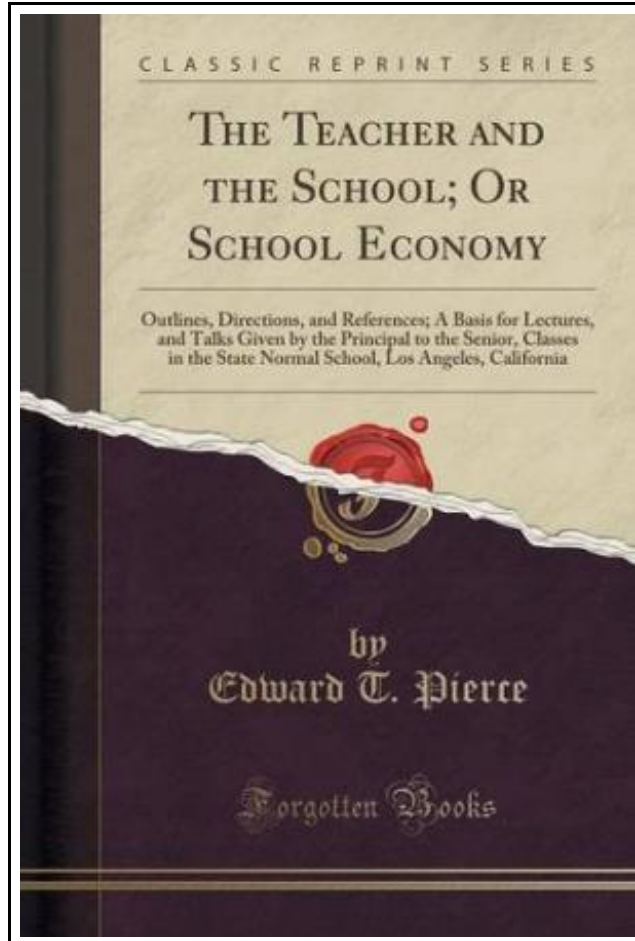 CLASSIC REPRINT SERIES
THE TEACHER AND
THE SCHOOL; OR
SCHOOL ECONOMY
Outlines, Directions, and References; A Basis for Lectures,
and Talks Given by the Principal to the Senior, Classes
in the State Normal School, Los Angeles, California
by
Edward T. Pierce
Forgotten Books